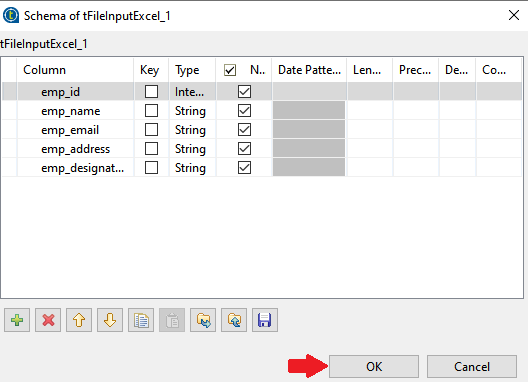 Schema of tFileInputExcel_1
tFileInputExcel_1
Column Key Type N.. Date Patte... Len... Prec... De... Co...
emp_id Inte...
emp_name String
emp_email String
emp_address String
emp_designat... String
OK Cancel